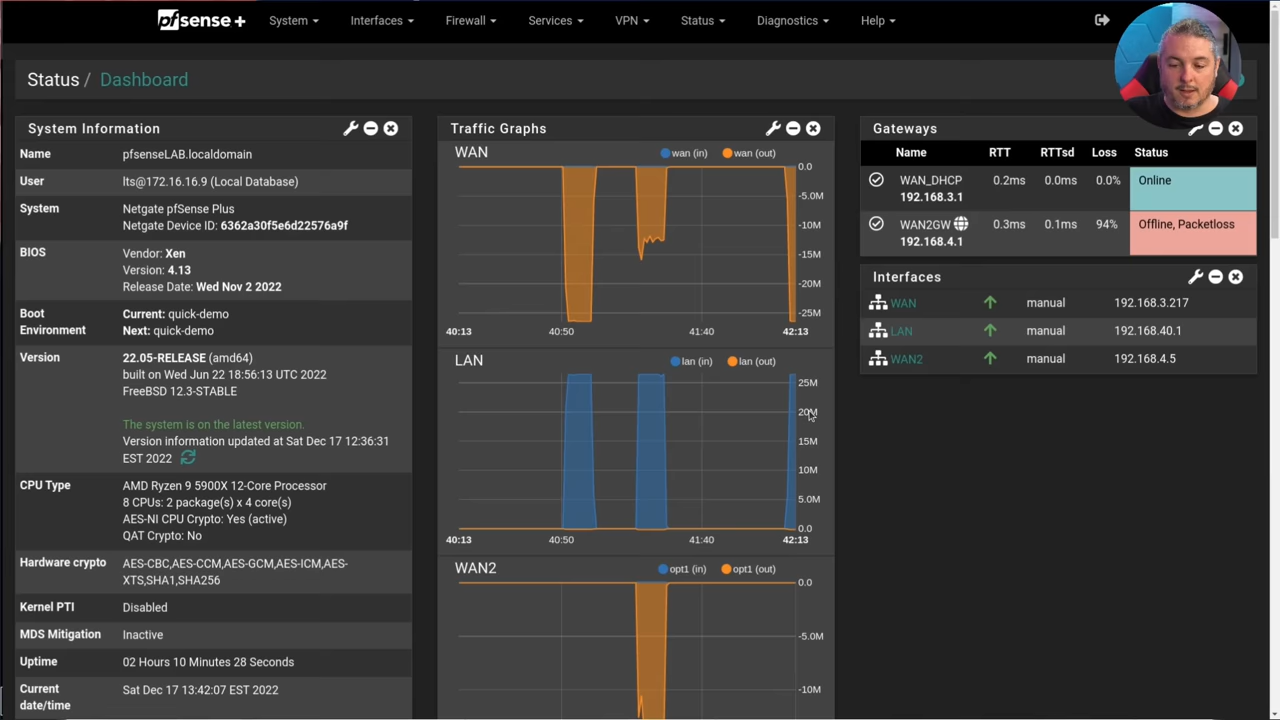 pfsense +
System
Interfaces
Firewall
Services
VPN
Status
Diagnostics
Help
Status / Dashboard
System Information
Name pfsenseLAB.localdomain
User lts@172.16.16.9 (Local Database)
System Netgate pfSense Plus
Netgate Device ID: 6362a30f5e6d22576a9f
BIOS Vendor: Xen
Version: 4.13
Release Date: Wed Nov 2 2022
Boot Current: quick-demo
Environment Next: quick-demo
Version 22.05-RELEASE (amd64)
built on Wed Jun 22 18:56:13 UTC 2022
FreeBSD 12.3-STABLE
The system is on the latest version.
Version information updated at Sat Dec 17 12:36:31
EST 2022
CPU Type AMD Ryzen 9 5900X 12-Core Processor
8 CPUs: 2 package(s) x 4 core(s)
AES-NI CPU Crypto: Yes (active)
QAT Crypto: No
Hardware crypto AES-CBC,AES-CCM,AES-GCM,AES-ICM,AES-
XTS,SHA1,SHA256
Kernel PTI Disabled
MDS Mitigation Inactive
Uptime 02 Hours 10 Minutes 28 Seconds
Current Sat Dec 17 13:42:07 EST 2022
date/time
Traffic Graphs
WAN wan (in) wan (out)
0.0
-5.0M
-10M
-15M
-20M
-25M
40:13 40:50 41:40 42:13
LAN lan (in) lan (out)
25M
20M
15M
10M
5.0M
0.0
40:13 40:50 41:40 42:13
WAN2 opt1 (in) opt1 (out)
0.0
-5.0M
-10M
Gateways
Name RTT RTTsd Loss Status
WAN_DHCP 0.2ms 0.0ms 0.0% Online
192.168.3.1
WAN2GW 0.3ms 0.1ms 94% Offline, Packetloss
192.168.4.1
Interfaces
WAN manual 192.168.3.217
LAN manual 192.168.40.1
WAN2 manual 192.168.4.5